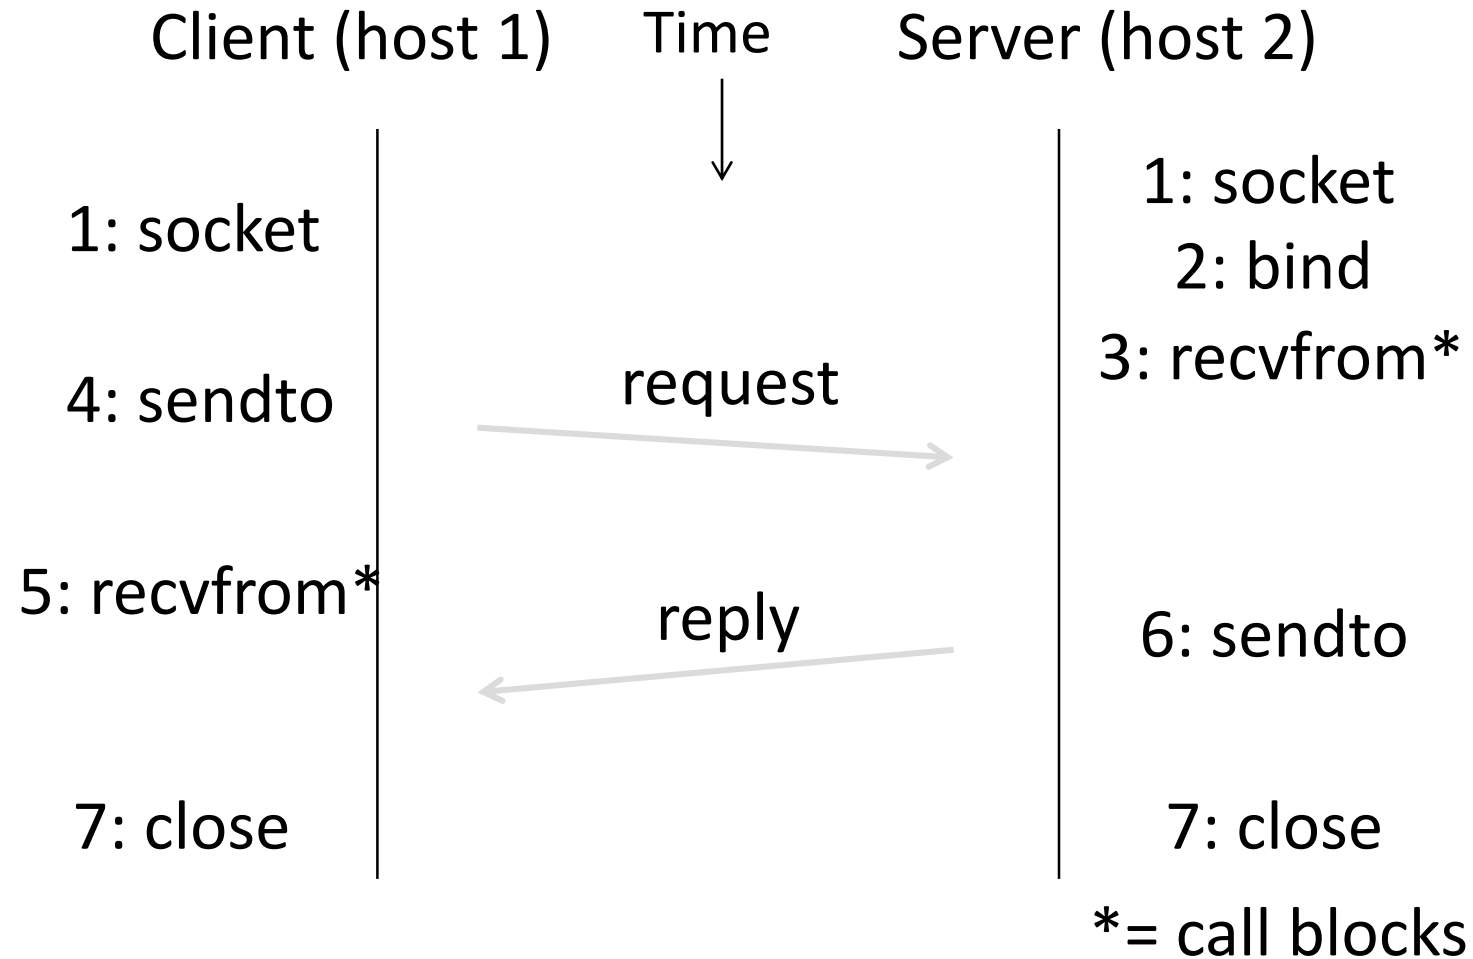 Client (host 1)
Time
Server (host 2)
1: socket
1: socket
2: bind
3: recvfrom*
4: sendto
request
5: recvfrom*
reply
6: sendto
7: close
7: close
*= call blocks